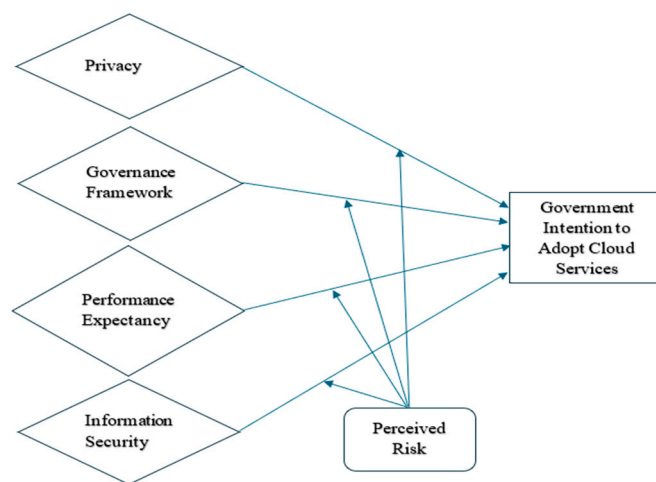 Privacy
Governance
Framework
Government
Intention to
Adopt Cloud
Services
Performance
Expectancy
Information
Security
Perceived
Risk